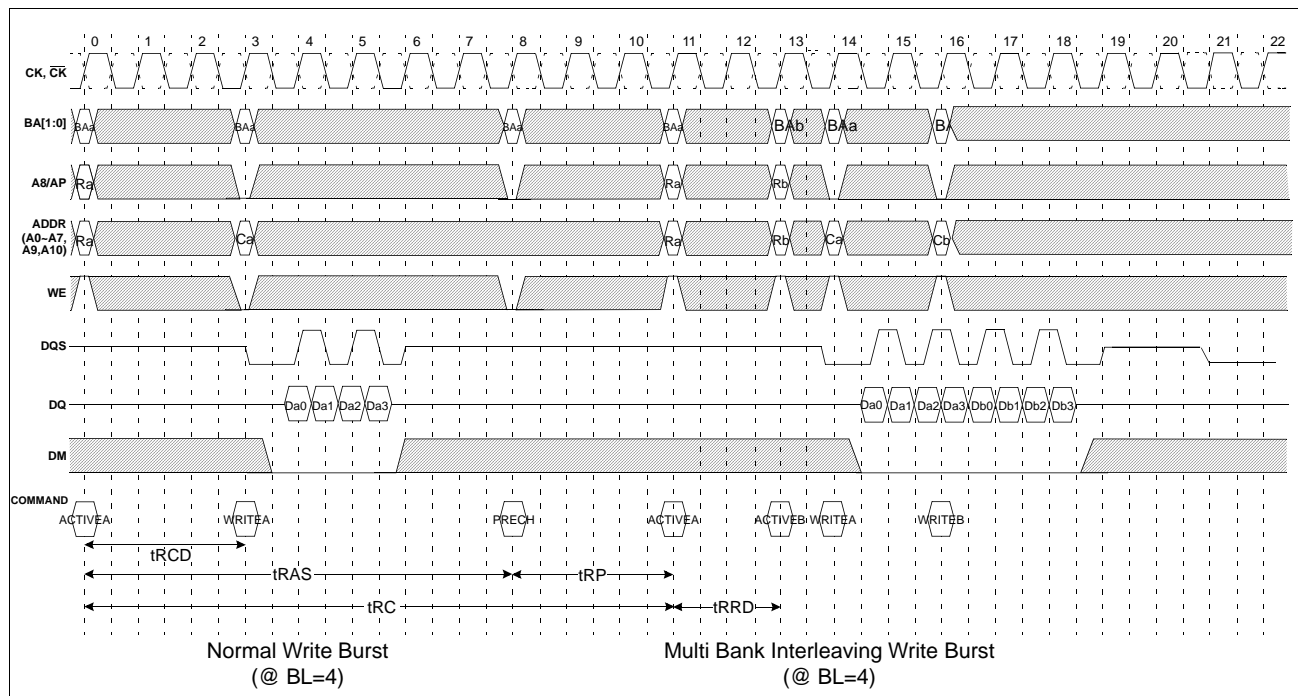 0 1 2 3 4 5 6 7 8 9 10 11 12 13 14 15 16 17 18 19 20 21 22
CK, CK
BA[1:0] BAa BAa BAa BAa BAb BAa BA
A8/AP Ra Ra Rb
ADDR
(A0~A7,
A9,A10)
Ra Ca Ra Rb Ca Cb
WE
DQS
DQ Da0 Da1 Da2 Da3 Da0 Da1 Da2 Da3 Db0 Db1 Db2 Db3
DM
COMMAND
ACTIVEA WRITEA PRECH ACTIVEA ACTIVEB WRITEA WRITEB
tRCD
tRAS tRP
tRC tRRD
Normal Write Burst
(@ BL=4)
Multi Bank Interleaving Write Burst
(@ BL=4)